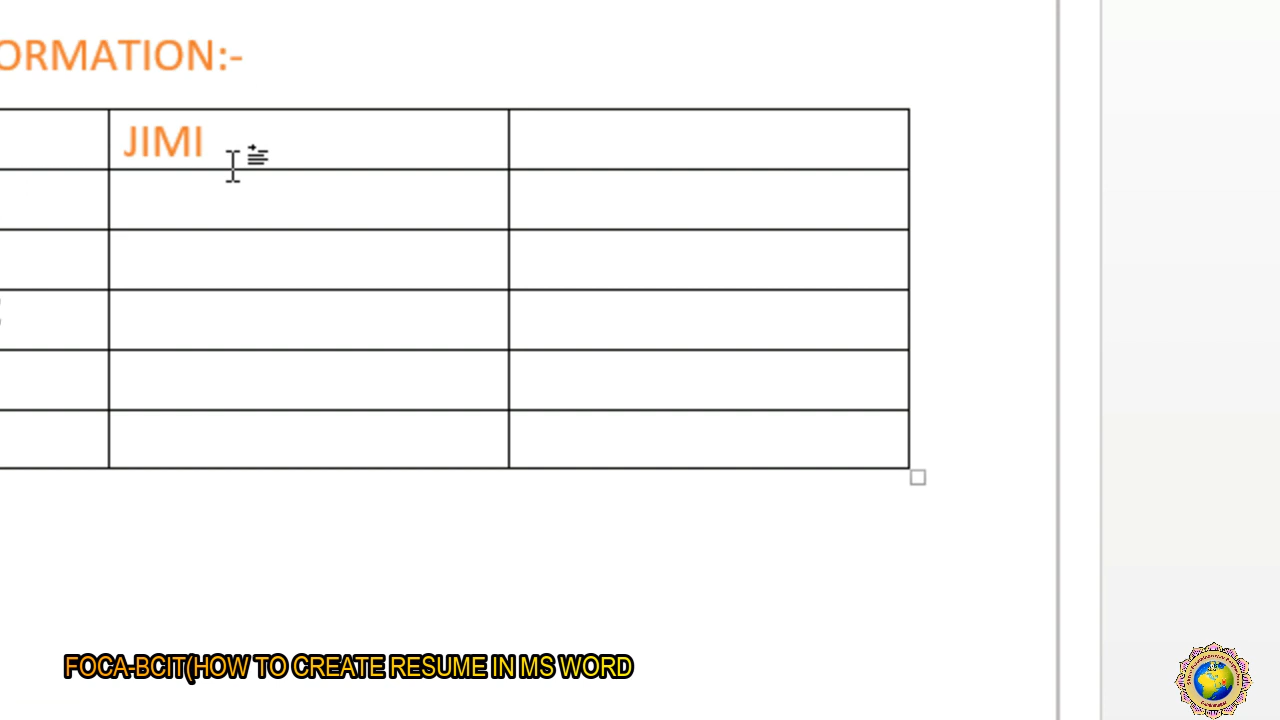 ORMATION:-
JIMI
FOCA-BCIT(HOW TO CREATE RESUME IN MS WORD